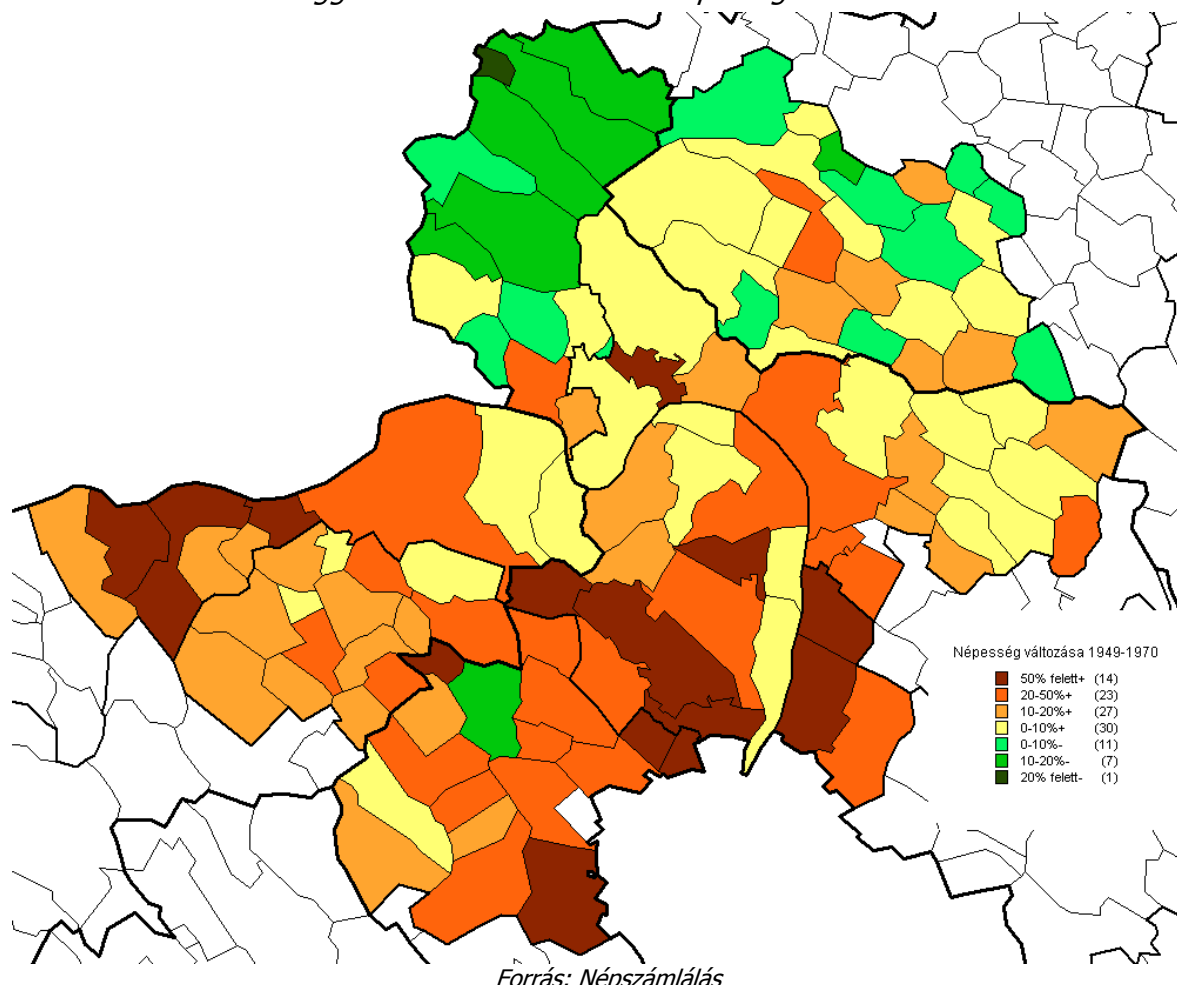 Népesség változása 1949-1970
50% felett+ (14)
20-50%+ (23)
10-20%+ (27)
0-10%+ (30)
0-10%- (11)
10-20%- (7)
20% felett- (1)
Forrás: Népszámlálás